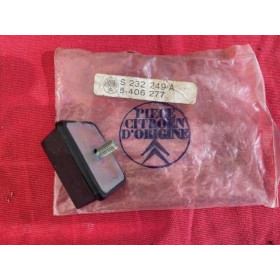 S 232 249 A
5 406 277
PIECE
CITROËN
D'ORIGINE